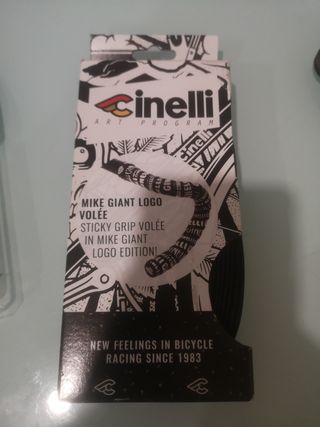 Cinelli
ART PROGRAM
MIKE GIANT LOGO
VOLÉE
STICKY GRIP VOLÉE
IN MIKE GIANT
LOGO EDITION!
NEW FEELINGS IN BICYCLE
RACING SINCE 1983